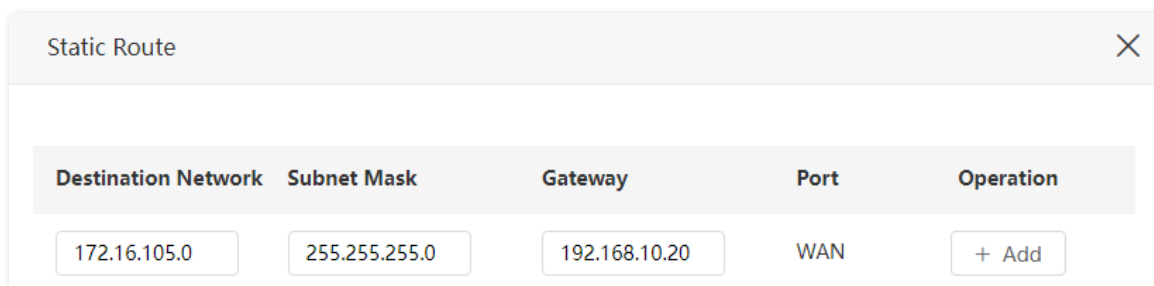 Static Route
Destination Network Subnet Mask Gateway Port Operation
172.16.105.0 255.255.255.0 192.168.10.20 WAN + Add